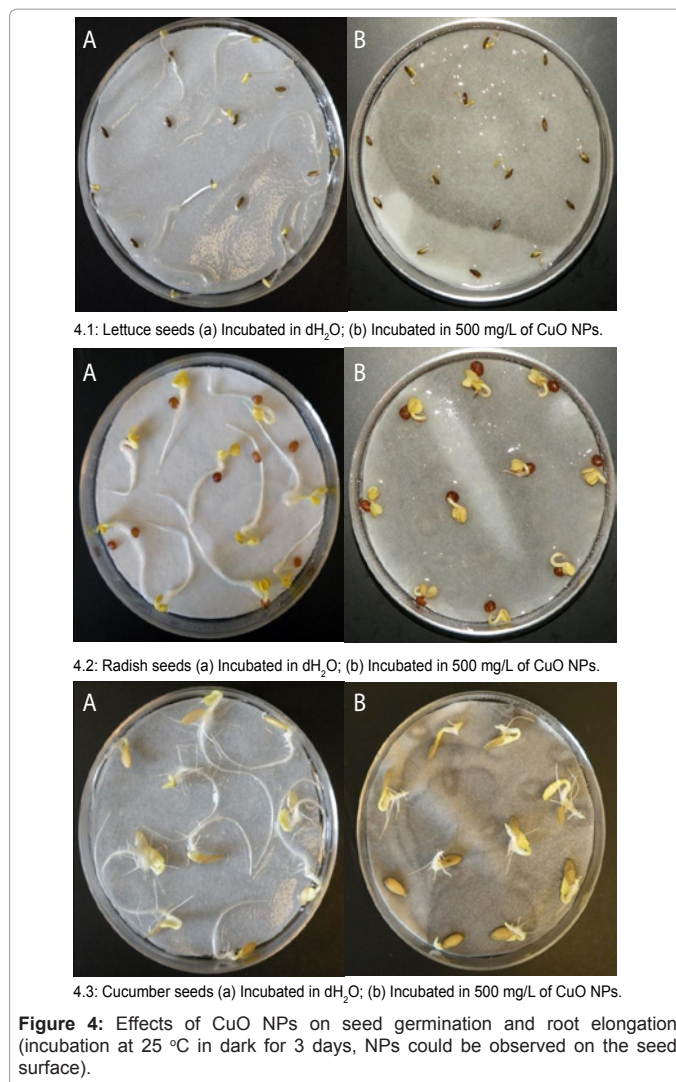 A B
4.1: Lettuce seeds (a) Incubated in dH₂O; (b) Incubated in 500 mg/L of CuO NPs.
A B
4.2: Radish seeds (a) Incubated in dH₂O; (b) Incubated in 500 mg/L of CuO NPs.
A B
4.3: Cucumber seeds (a) Incubated in dH₂O; (b) Incubated in 500 mg/L of CuO NPs.
Figure 4: Effects of CuO NPs on seed germination and root elongation
(incubation at 25 °C in dark for 3 days, NPs could be observed on the seed
surface).